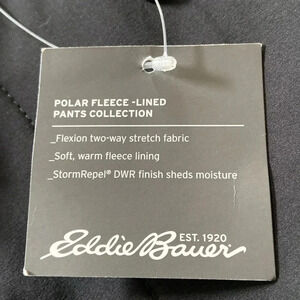 POLAR FLEECE -LINED
PANTS COLLECTION
_Flexion two-way stretch fabric
_Soft, warm fleece lining
_StormRepel® DWR finish sheds moisture
EST. 1920
Eddie Bauer